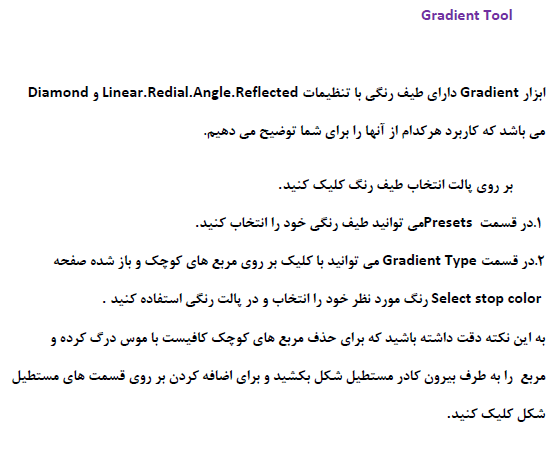 Gradient Tool
ابزار Gradient دارای طیف رنگی با تنظیمات Linear.Redial.Angle.Reflected و Diamond
می باشد که کاربرد هرکدام از آنها را برای شما توضیح می دهیم.
بر روی پالت انتخاب طیف رنگ کلیک کنید.
۱.در قسمت Presetsمی توانید طیف رنگی خود را انتخاب کنید.
۲.در قسمت Gradient Type می توانید با کلیک بر روی مربع های کوچک و باز شده صفحه
Select stop color رنگ مورد نظر خود را انتخاب و در پالت رنگی استفاده کنید .
به این نکته دقت داشته باشید که برای حذف مربع های کوچک کافیست با موس درگ کرده و
مربع را به طرف بیرون کادر مستطیل شکل بکشید و برای اضافه کردن بر روی قسمت های مستطیل
شکل کلیک کنید.